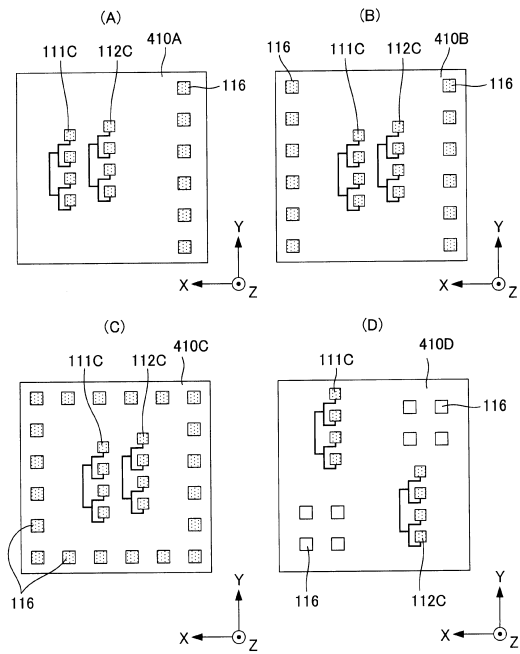 (A)
111C 112C 410A
116
Y
X Z
(B)
116 111C 112C 410B
116
Y
X Z
(C)
111C 112C 410C
116
Y
X Z
(D)
111C 410D
116
116 112C
Y
X Z